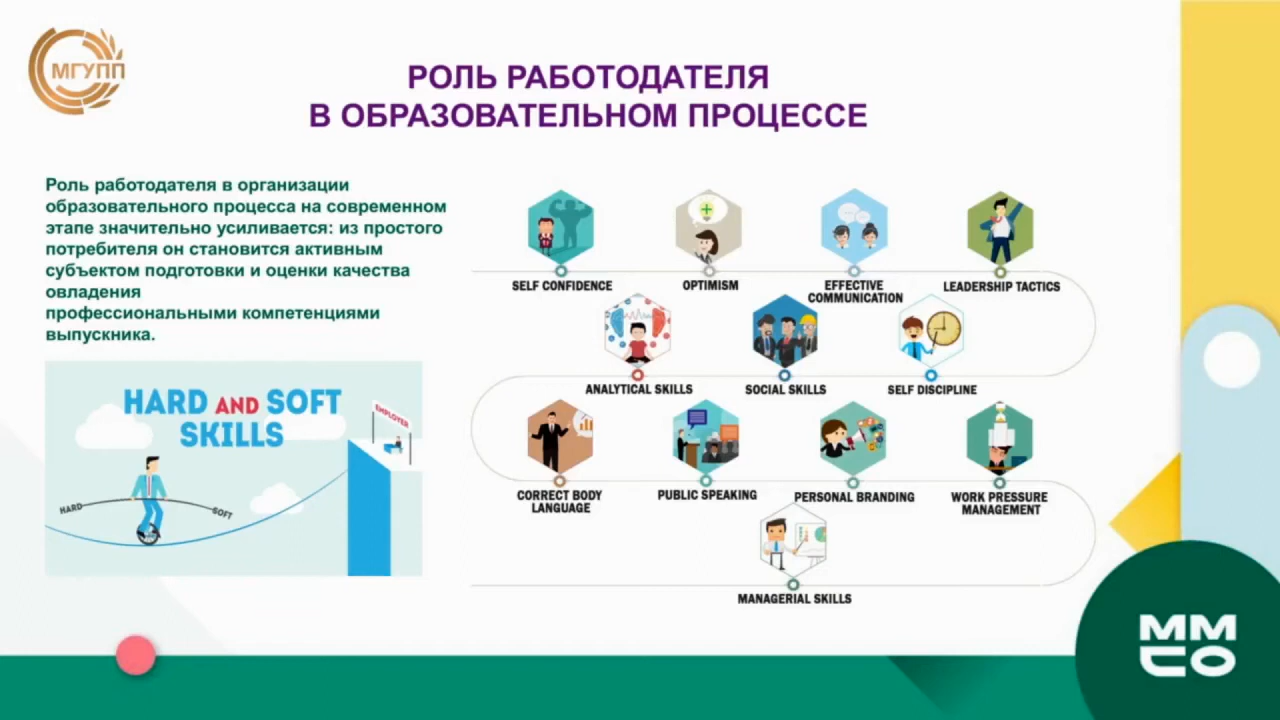 МГУПП
РОЛЬ РАБОТОДАТЕЛЯ
В ОБРАЗОВАТЕЛЬНОМ ПРОЦЕССЕ
Роль работодателя в организации
образовательного процесса на современном
этапе значительно усиливается: из простого
потребителя он становится активным
субъектом подготовки и оценки качества
овладения
профессиональными компетенциями
выпускника.
HARD AND SOFT
SKILLS
EMPLOYER
HARD
SOFT
SELF CONFIDENCE
OPTIMISM
EFFECTIVE
COMMUNICATION
LEADERSHIP TACTICS
ANALYTICAL SKILLS
SOCIAL SKILLS
SELF DISCIPLINE
CORRECT BODY
LANGUAGE
PUBLIC SPEAKING
PERSONAL BRANDING
WORK PRESSURE
MANAGEMENT
MANAGERIAL SKILLS
MM
CO